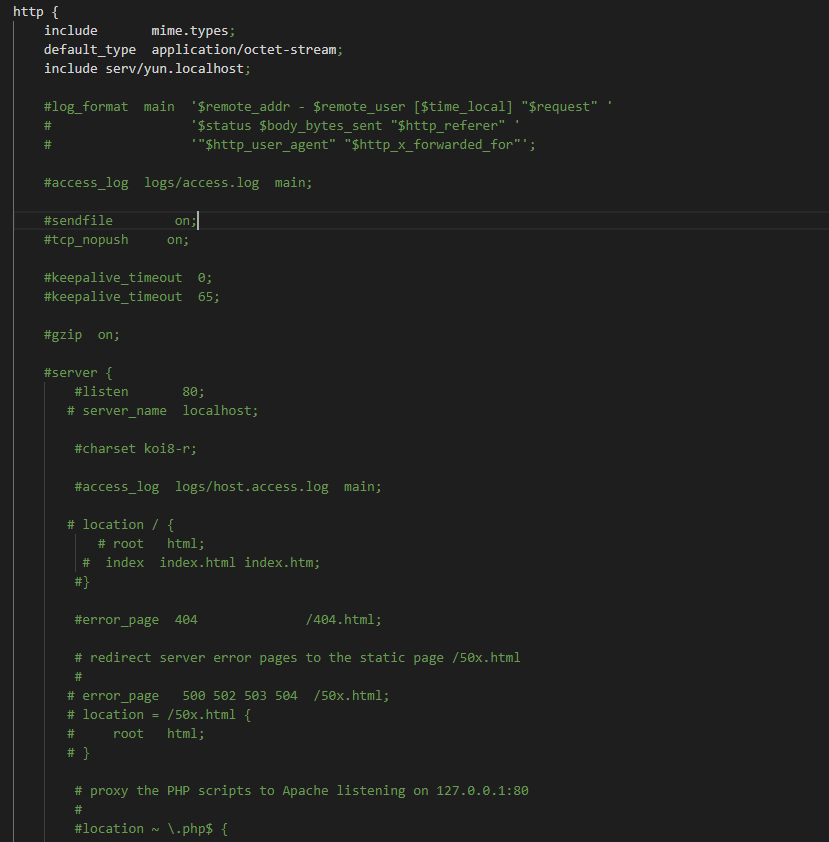 http {
    include       mime.types;
    default_type  application/octet-stream;
    include serv/yun.localhost;
    #log_format  main  '$remote_addr - $remote_user [$time_local] "$request" '
    #                  '$status $body_bytes_sent "$http_referer" '
    #                  '"$http_user_agent" "$http_x_forwarded_for"';
    #access_log  logs/access.log  main;
    #sendfile        on;
    #tcp_nopush     on;
    #keepalive_timeout  0;
    #keepalive_timeout  65;
    #gzip  on;
    #server {
        #listen       80;
       # server_name  localhost;
        #charset koi8-r;
        #access_log  logs/host.access.log  main;
       # location / {
           # root   html;
         #  index  index.html index.htm;
        #}
        #error_page  404              /404.html;
        # redirect server error pages to the static page /50x.html
        #
       # error_page   500 502 503 504  /50x.html;
       # location = /50x.html {
       #     root   html;
       # }
        # proxy the PHP scripts to Apache listening on 127.0.0.1:80
        #
        #location ~ \.php$ {